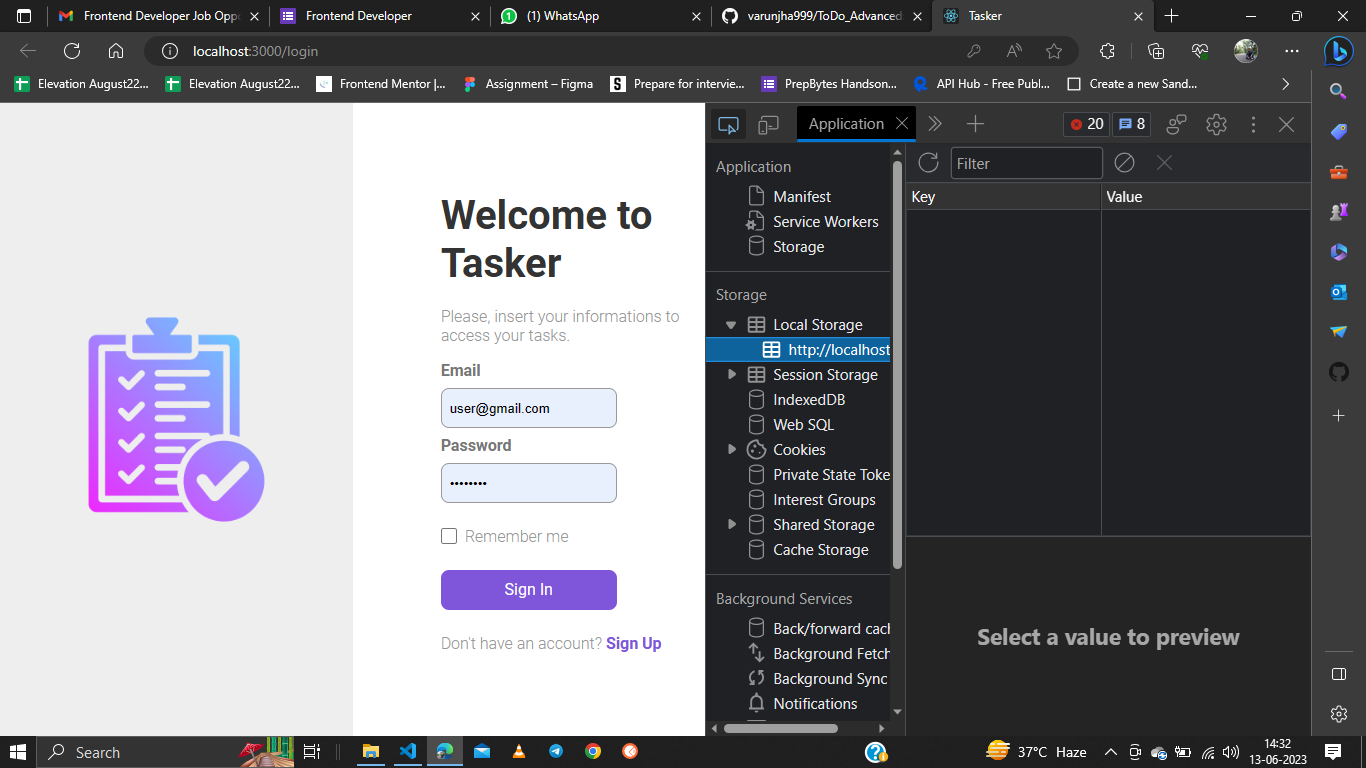 Frontend Developer Job Oppo
Frontend Developer
(1) WhatsApp
varunjha999/ToDo_Advanced
Tasker
localhost:3000/login
Elevation August22...
Elevation August22...
Frontend Mentor |...
Assignment – Figma
Prepare for intervie...
PrepBytes Handson...
API Hub - Free Publ...
Create a new Sand...
Welcome to
Tasker
Please, insert your informations to
access your tasks.
Email
user@gmail.com
Password
••••••••
Remember me
Sign In
Don't have an account? Sign Up
Application
20
8
Application
Manifest
Service Workers
Storage
Storage
Local Storage
http://localhost
Session Storage
IndexedDB
Web SQL
Cookies
Private State Toke
Interest Groups
Shared Storage
Cache Storage
Background Services
Back/forward cach
Background Fetch
Background Sync
Notifications
Filter
Key
Value
Select a value to preview
Search
37°C Haze
14:32
13-06-2023